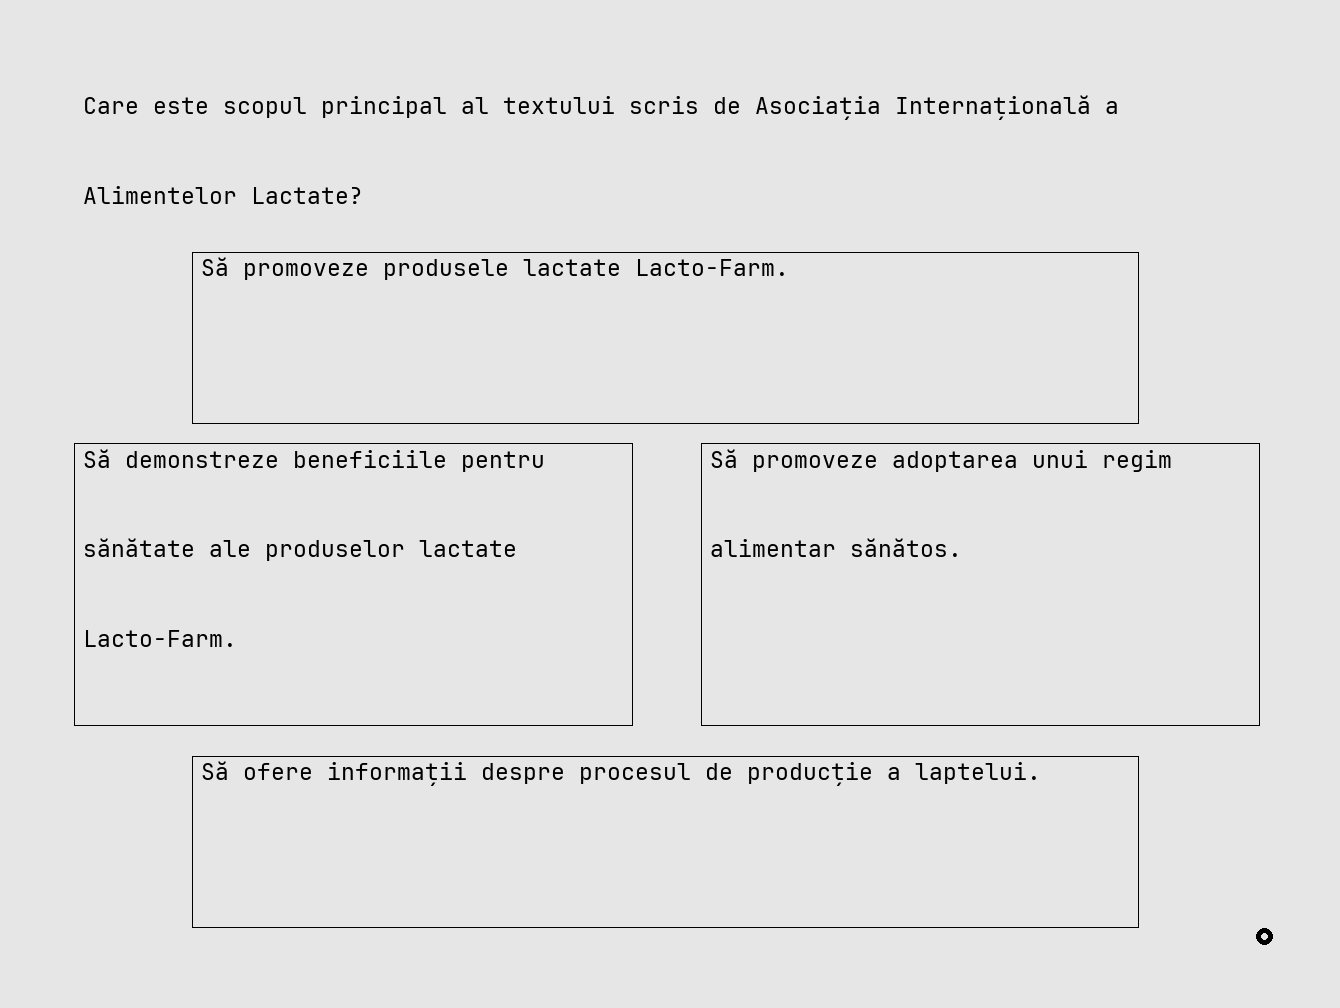 Care este scopul principal al textului scris de Asociația Internațională a
Alimentelor Lactate?
Să promoveze produsele lactate Lacto-Farm.
Să demonstreze beneficiile pentru
sănătate ale produselor lactate
Lacto-Farm.
Să promoveze adoptarea unui regim
alimentar sănătos.
Să ofere informații despre procesul de producție a laptelui.